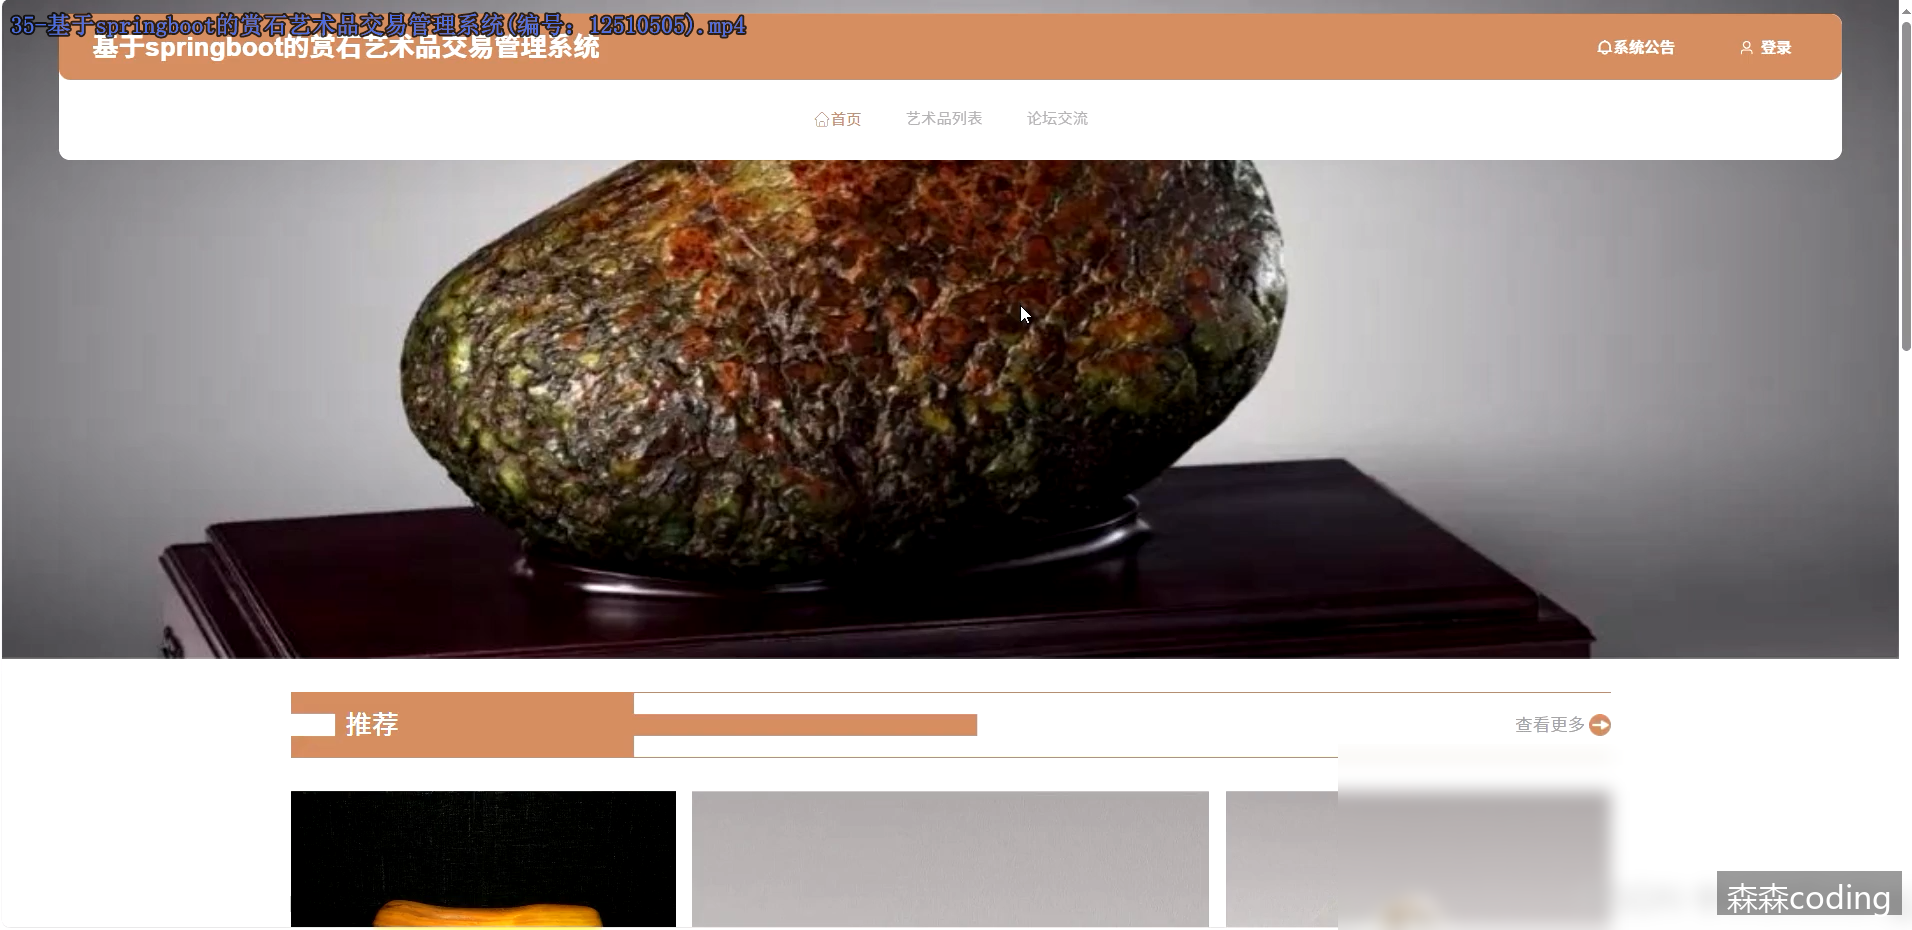 35-基于springboot的赏石艺术品交易管理系统(编号：12510505).mp4
基于springboot的赏石艺术品交易管理系统
系统公告 登录
首页 艺术品列表 论坛交流
推荐
查看更多
森森coding